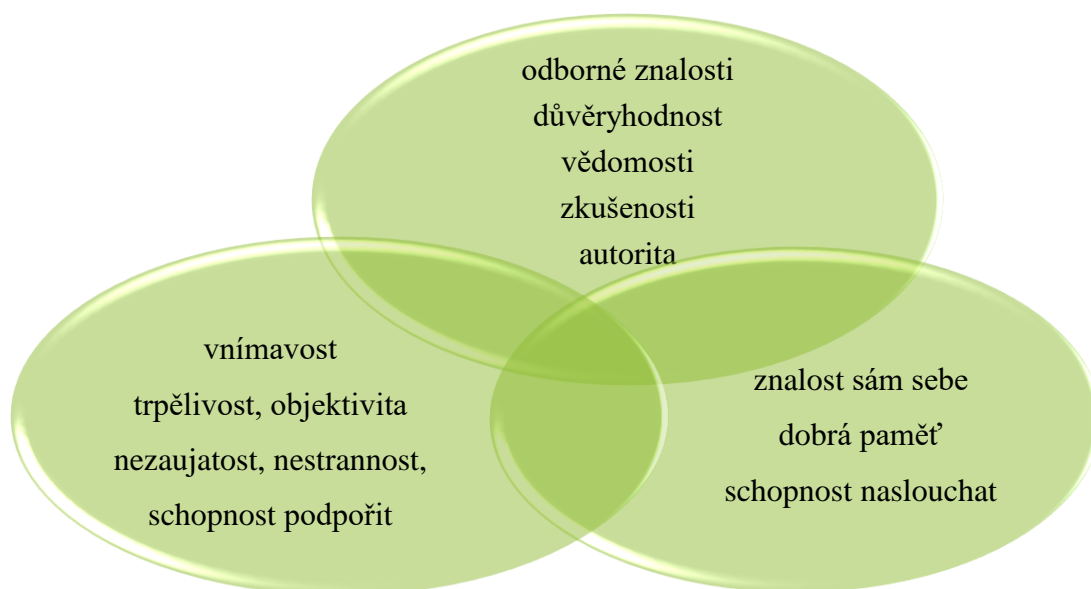 odborné znalosti
důvěryhodnost
vědomosti
zkušenosti
autorita
vnímavost
trpělivost, objektivita
nezaujatost, nestrannost,
schopnost podpořit
znalost sám sebe
dobrá paměť
schopnost naslouchat